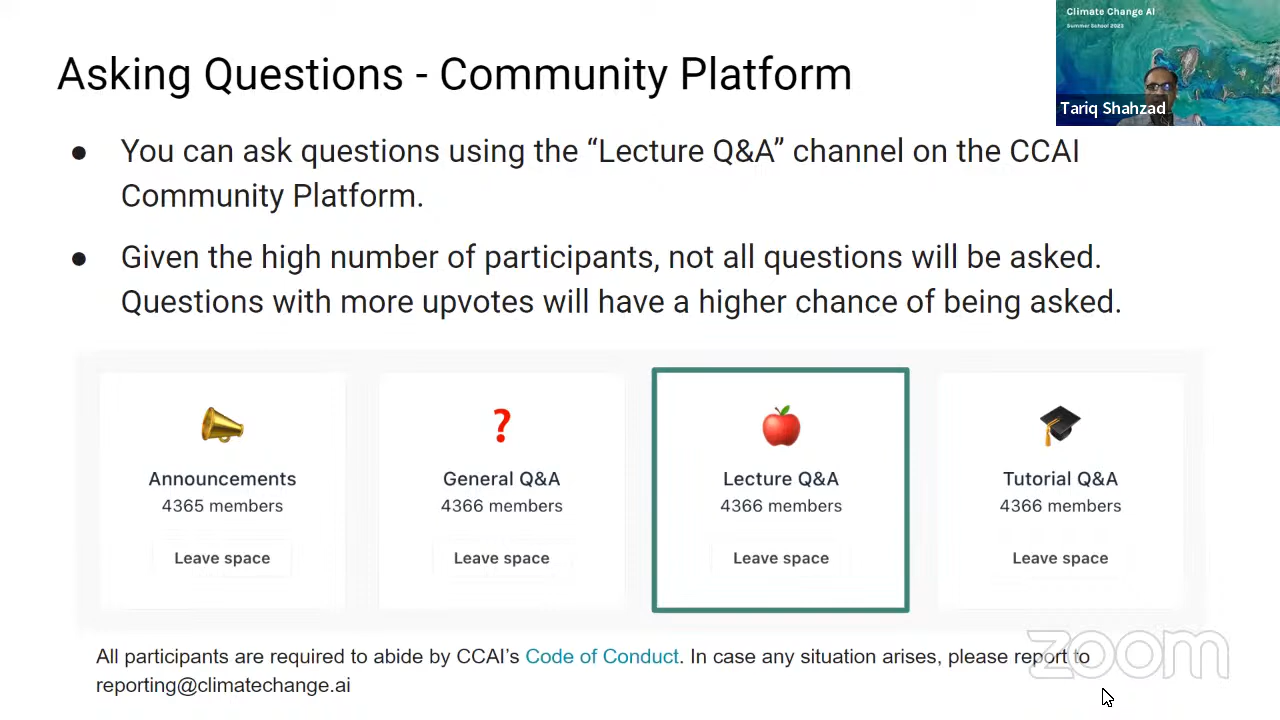 Climate Change AI
Summer School 2023
Tariq Shahzad
Asking Questions - Community Platform
● You can ask questions using the “Lecture Q&A” channel on the CCAI
Community Platform.
● Given the high number of participants, not all questions will be asked.
Questions with more upvotes will have a higher chance of being asked.
Announcements
4365 members
Leave space
General Q&A
4366 members
Leave space
Lecture Q&A
4366 members
Leave space
Tutorial Q&A
4366 members
Leave space
All participants are required to abide by CCAI’s Code of Conduct. In case any situation arises, please report to
reporting@climatechange.ai
zoom